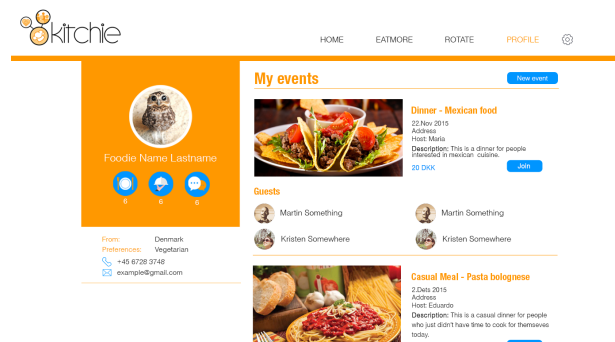 kitchie
HOME
EATMORE
ROTATE
PROFILE
Foodie Name Lastname
6
6
6
From: Denmark
Preferences: Vegetarian
+45 6728 3748
example@gmail.com
My events
New event
Dinner - Mexican food
22.Nov 2015
Address
Host: Maria
Description: This is a dinner for people
interested in mexican cuisine.
20 DKK
Join
Guests
Martin Something
Martin Something
Kristen Somewhere
Kristen Somewhere
Casual Meal - Pasta bolognese
2.Dets 2015
Address
Host: Eduardo
Description: This is a casual dinner for people
who just didn't have time to cook for themseves
today.